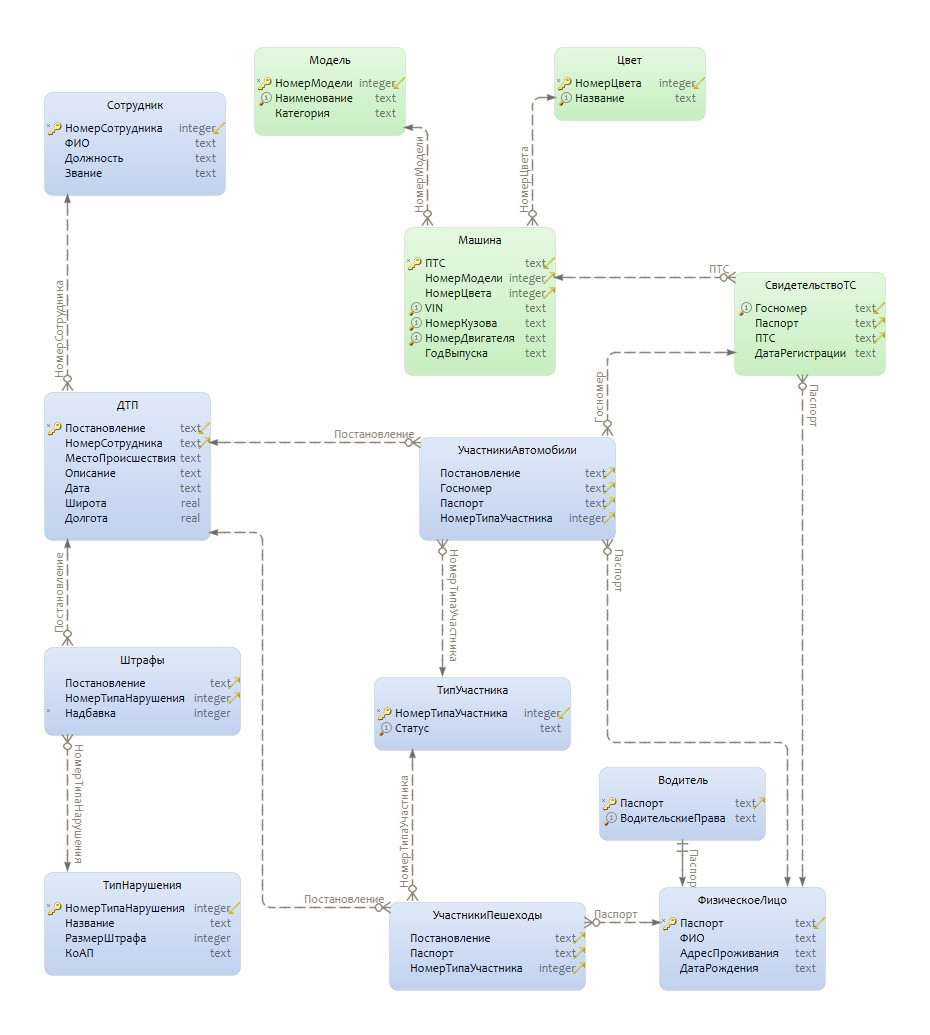 Модель
НомерМодели integer
Наименование text
Категория text
Цвет
НомерЦвета integer
Название text
Сотрудник
НомерСотрудника integer
ФИО text
Должность text
Звание text
НомерМодели
НомерЦвета
Машина
ПТС text
НомерМодели integer
НомерЦвета integer
VIN text
НомерКузова text
НомерДвигателя text
ГодВыпуска text
ПТС
СвидетельствоТС
Госномер text
Паспорт text
ПТС text
ДатаРегистрации text
НомерСотрудника
Госномер
Паспорт
ДТП
Постановление text
НомерСотрудника text
МестоПроисшествия text
Описание text
Дата text
Широта real
Долгота real
Постановление
УчастникиАвтомобили
Постановление text
Госномер text
Паспорт text
НомерТипаУчастника integer
Постановление
НомерТипаУчастника
Паспорт
Штрафы
Постановление text
НомерТипаНарушения integer
Надбавка integer
ТипУчастника
НомерТипаУчастника integer
Статус text
НомерТипаНарушения
НомерТипаУчастника
Водитель
Паспорт text
ВодительскиеПрава text
Паспорт
ТипНарушения
НомерТипаНарушения integer
Название text
РазмерШтрафа integer
КоАП text
Постановление
УчастникиПешеходы
Постановление text
Паспорт text
НомерТипаУчастника integer
Паспорт
ФизическоеЛицо
Паспорт text
ФИО text
АдресПроживания text
ДатаРождения text